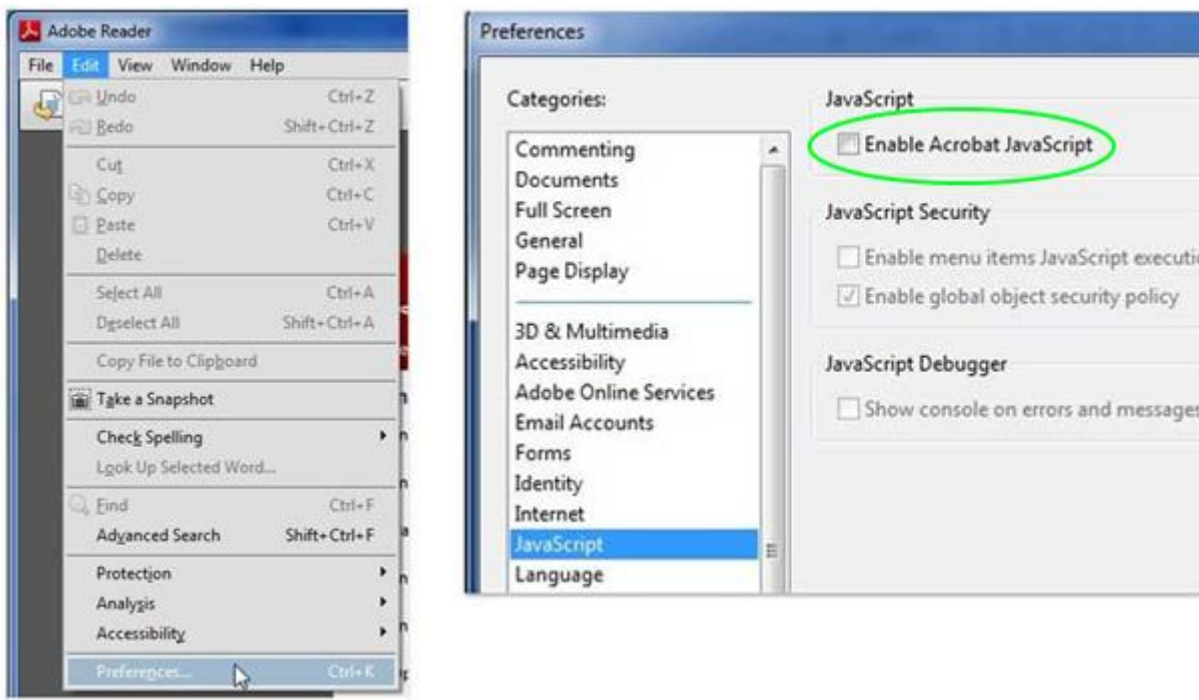 Adobe Reader
File Edit View Window Help
Undo Ctrl+Z
Redo Shift+Ctrl+Z
Cut Ctrl+X
Copy Ctrl+C
Paste Ctrl+V
Delete
Select All Ctrl+A
Deselect All Shift+Ctrl+A
Copy File to Clipboard
Take a Snapshot
Check Spelling
Look Up Selected Word...
Find Ctrl+F
Advanced Search Shift+Ctrl+F
Protection
Analysis
Accessibility
Preferences... Ctrl+K
Preferences
Categories:
Commenting
Documents
Full Screen
General
Page Display
3D & Multimedia
Accessibility
Adobe Online Services
Email Accounts
Forms
Identity
Internet
JavaScript
Language
JavaScript
Enable Acrobat JavaScript
JavaScript Security
Enable menu items JavaScript executi
Enable global object security policy
JavaScript Debugger
Show console on errors and messages